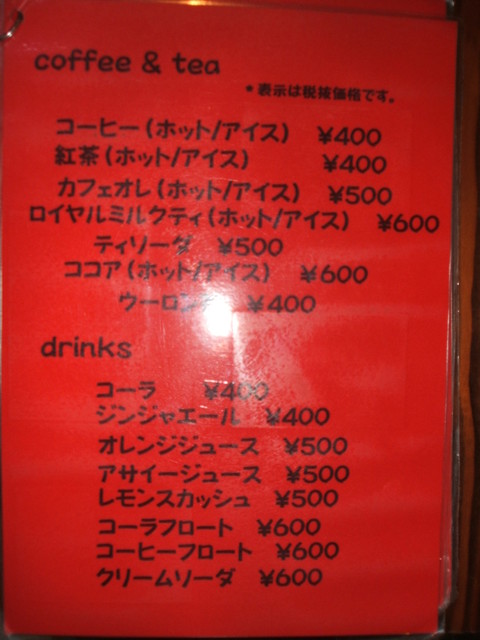 coffee & tea
*表示は税抜価格です。
コーヒー(ホット/アイス) ¥400
紅茶(ホット/アイス) ¥400
カフェオレ(ホット/アイス) ¥500
ロイヤルミルクティ(ホット/アイス) ¥600
ティソーダ ¥500
ココア(ホット/アイス) ¥600
¥400
drinks
コーラ ¥400
ジンジャエール ¥400
オレンジジュース ¥500
アサイージュース ¥500
レモンスカッシュ ¥500
コーラフロート ¥600
コーヒーフロート ¥600
クリームソーダ ¥600